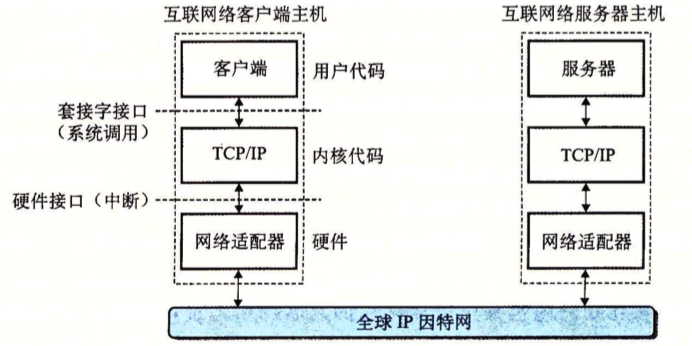 互联网络客户端主机
互联网络服务器主机
客户端
用户代码
服务器
套接字接口
（系统调用）
TCP/IP
内核代码
TCP/IP
硬件接口（中断）
网络适配器
硬件
网络适配器
全球 IP 因特网